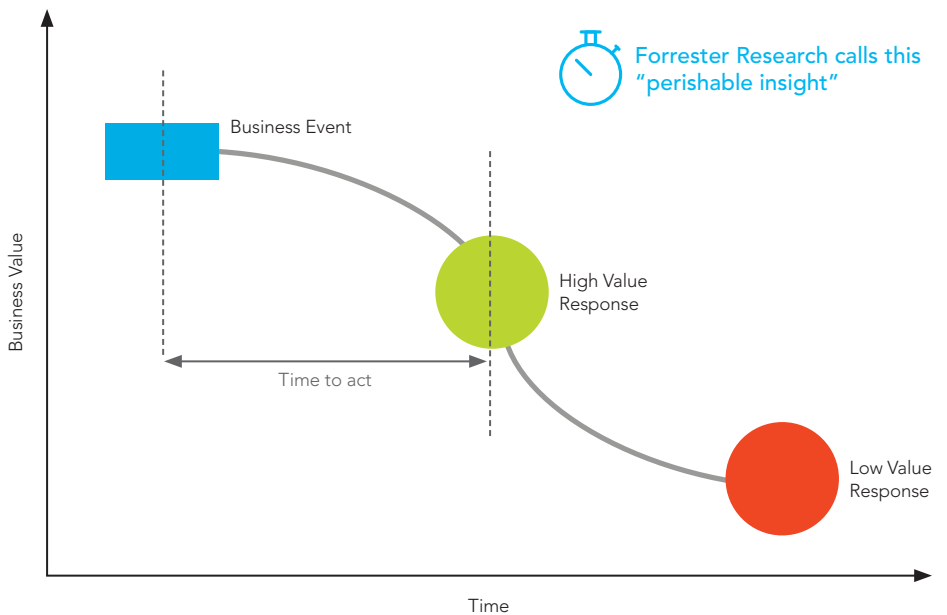 Forrester Research calls this
“perishable insight”
Business Event
High Value
Response
Time to act
Low Value
Response
Business Value
Time